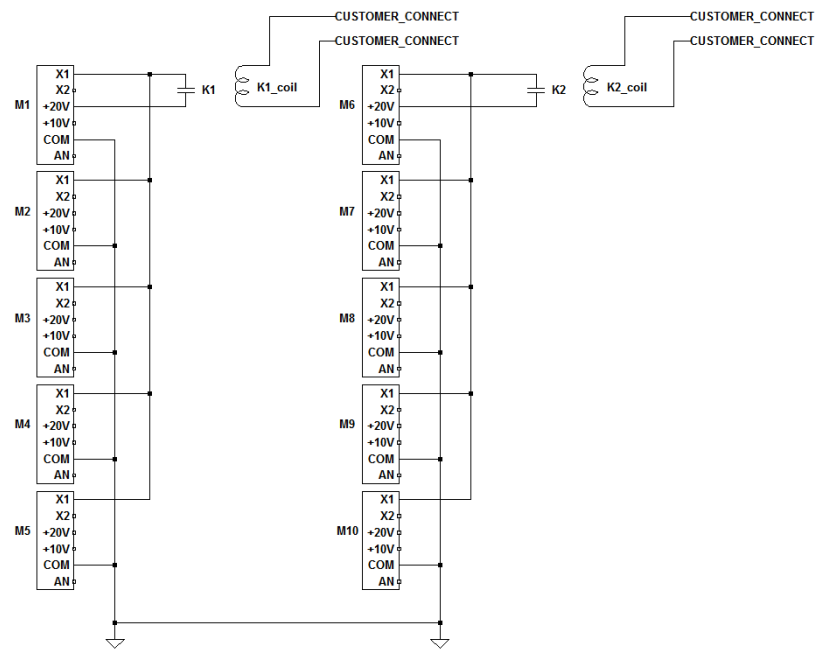 CUSTOMER_CONNECT
CUSTOMER_CONNECT
K1
K1_coil
M1
X1
X2
+20V
+10V
COM
AN
M2
X1
X2
+20V
+10V
COM
AN
M3
X1
X2
+20V
+10V
COM
AN
M4
X1
X2
+20V
+10V
COM
AN
M5
X1
X2
+20V
+10V
COM
AN
CUSTOMER_CONNECT
CUSTOMER_CONNECT
K2
K2_coil
M6
X1
X2
+20V
+10V
COM
AN
M7
X1
X2
+20V
+10V
COM
AN
M8
X1
X2
+20V
+10V
COM
AN
M9
X1
X2
+20V
+10V
COM
AN
M10
X1
X2
+20V
+10V
COM
AN